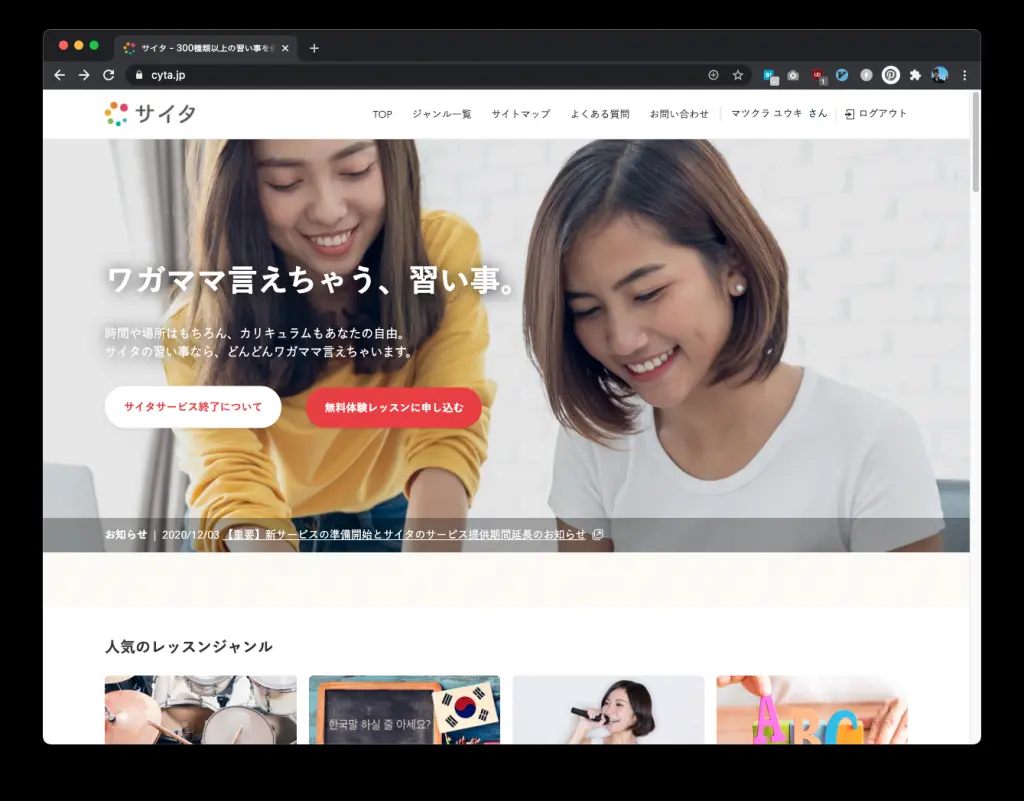 サイタ - 300種類以上の習い事を
cyta.jp
サイタ
TOP ジャンル一覧 サイトマップ よくある質問 お問い合わせ マツクラ ユウキ さん ログアウト
ワガママ言えちゃう、習い事。
時間や場所はもちろん、カリキュラムもあなたの自由。
サイタの習い事なら、どんどんワガママ言えちゃいます。
サイタサービス終了について 無料体験レッスンに申し込む
お知らせ | 2020/12/03 【重要】新サービスの準備開始とサイタのサービス提供期間延長のお知らせ
人気のレッスンジャンル
한국말 하실 줄 아세요?
ABC